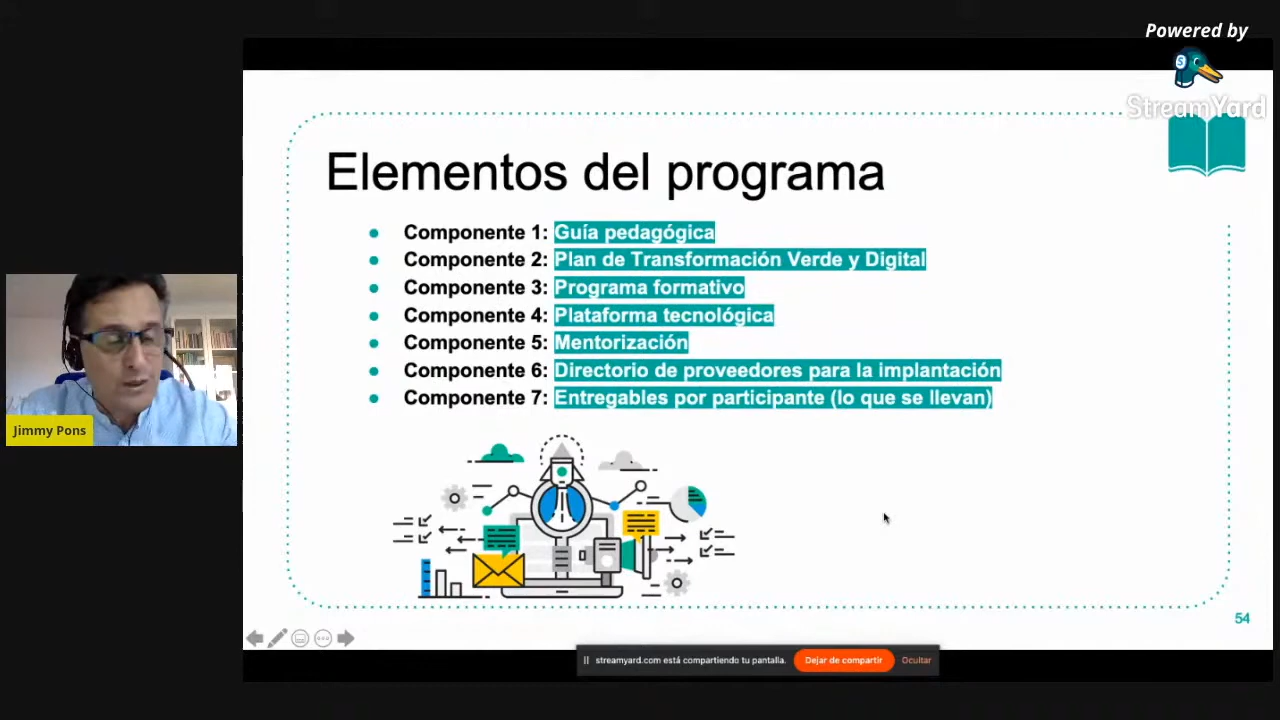 Powered by
StreamYard
Elementos del programa
Componente 1: Guía pedagógica
Componente 2: Plan de Transformación Verde y Digital
Componente 3: Programa formativo
Componente 4: Plataforma tecnológica
Componente 5: Mentorización
Componente 6: Directorio de proveedores para la implantación
Componente 7: Entregables por participante (lo que se llevan)
Jimmy Pons
54
streamyard.com está compartiendo tu pantalla.
Dejar de compartir
Ocultar